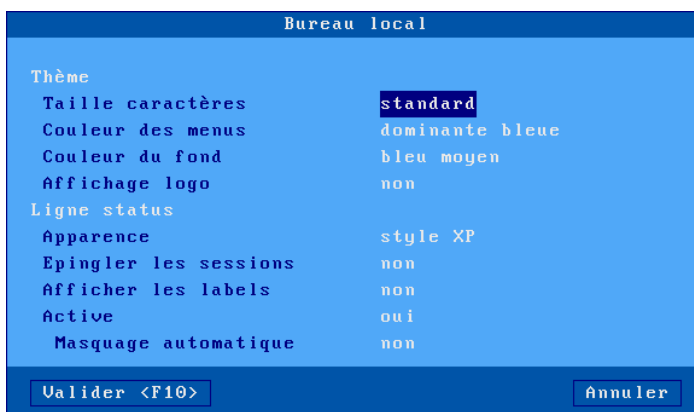 Bureau local
Thème
Taille caractères standard
Couleur des menus dominante bleue
Couleur du fond bleu moyen
Affichage logo non
Ligne status
Apparence style XP
Epingler les sessions non
Afficher les labels non
Active oui
Masquage automatique non
Valider <F10> Annuler